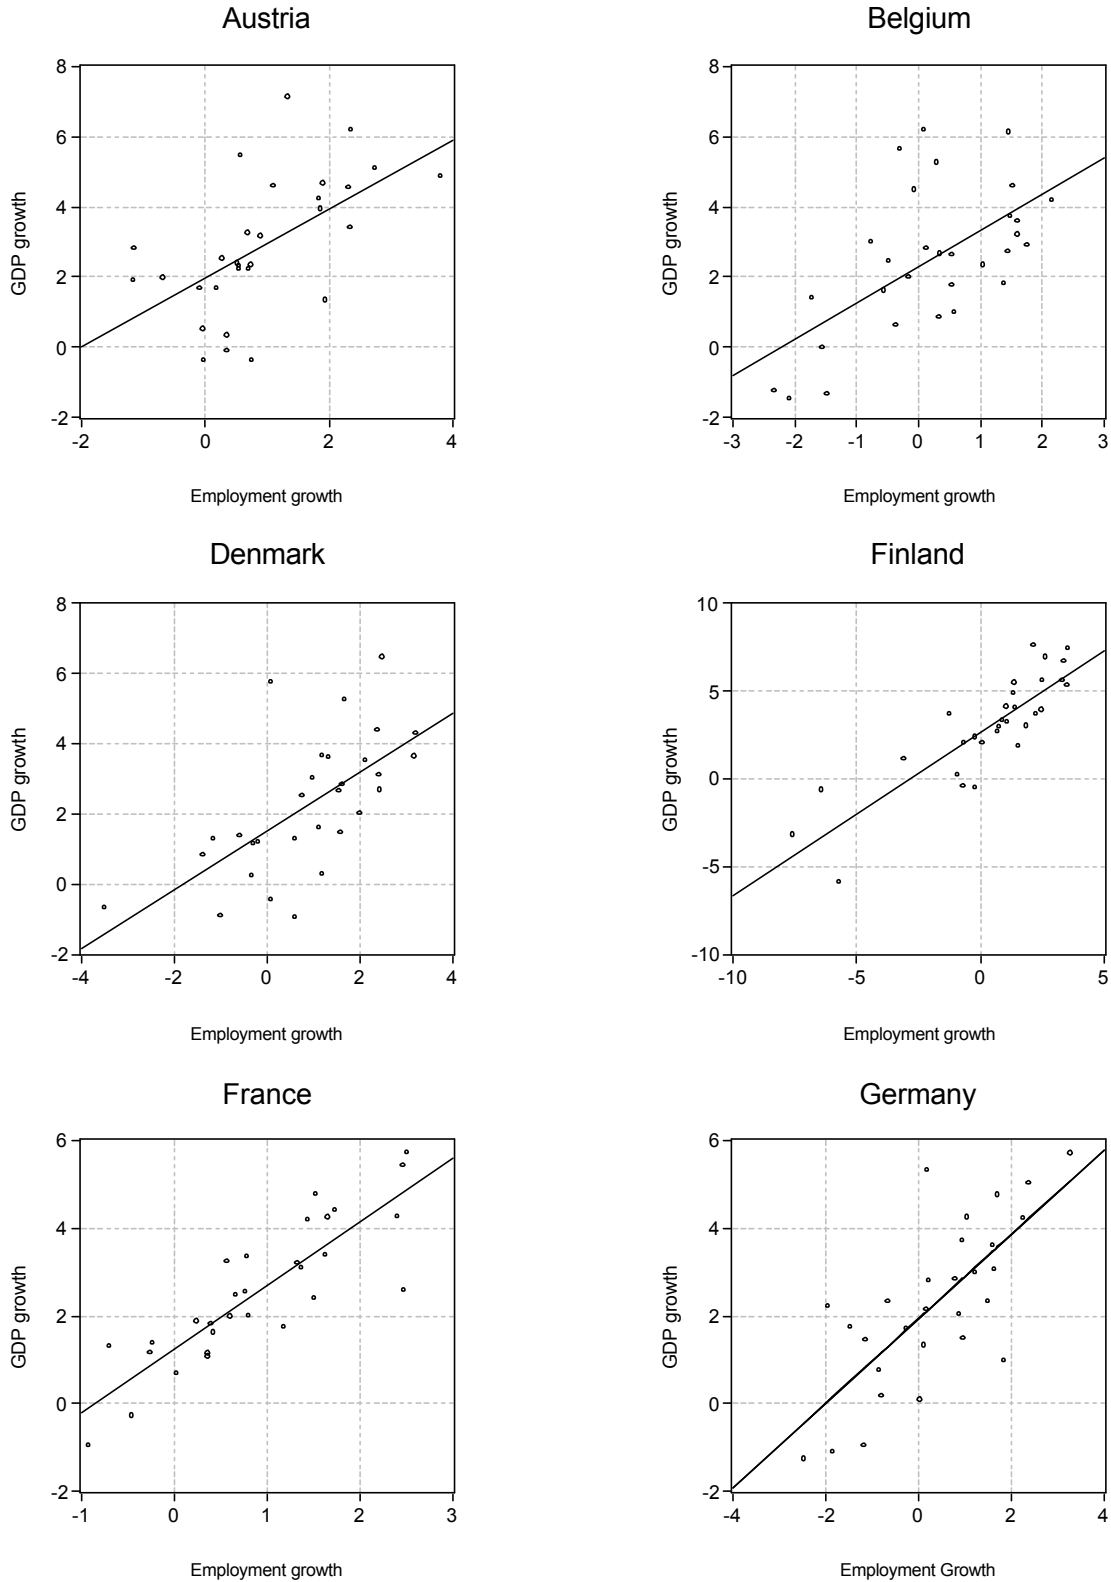 Austria
GDP growth
8
6
4
2
0
-2
-2 0 2 4
Employment growth
Belgium
GDP growth
8
6
4
2
0
-2
-3 -2 -1 0 1 2 3
Employment growth
Denmark
GDP growth
8
6
4
2
0
-2
-4 -2 0 2 4
Employment growth
Finland
GDP growth
10
5
0
-5
-10
-10 -5 0 5
Employment growth
France
GDP growth
6
4
2
0
-2
-1 0 1 2 3
Employment growth
Germany
GDP growth
6
4
2
0
-2
-4 -2 0 2 4
Employment Growth